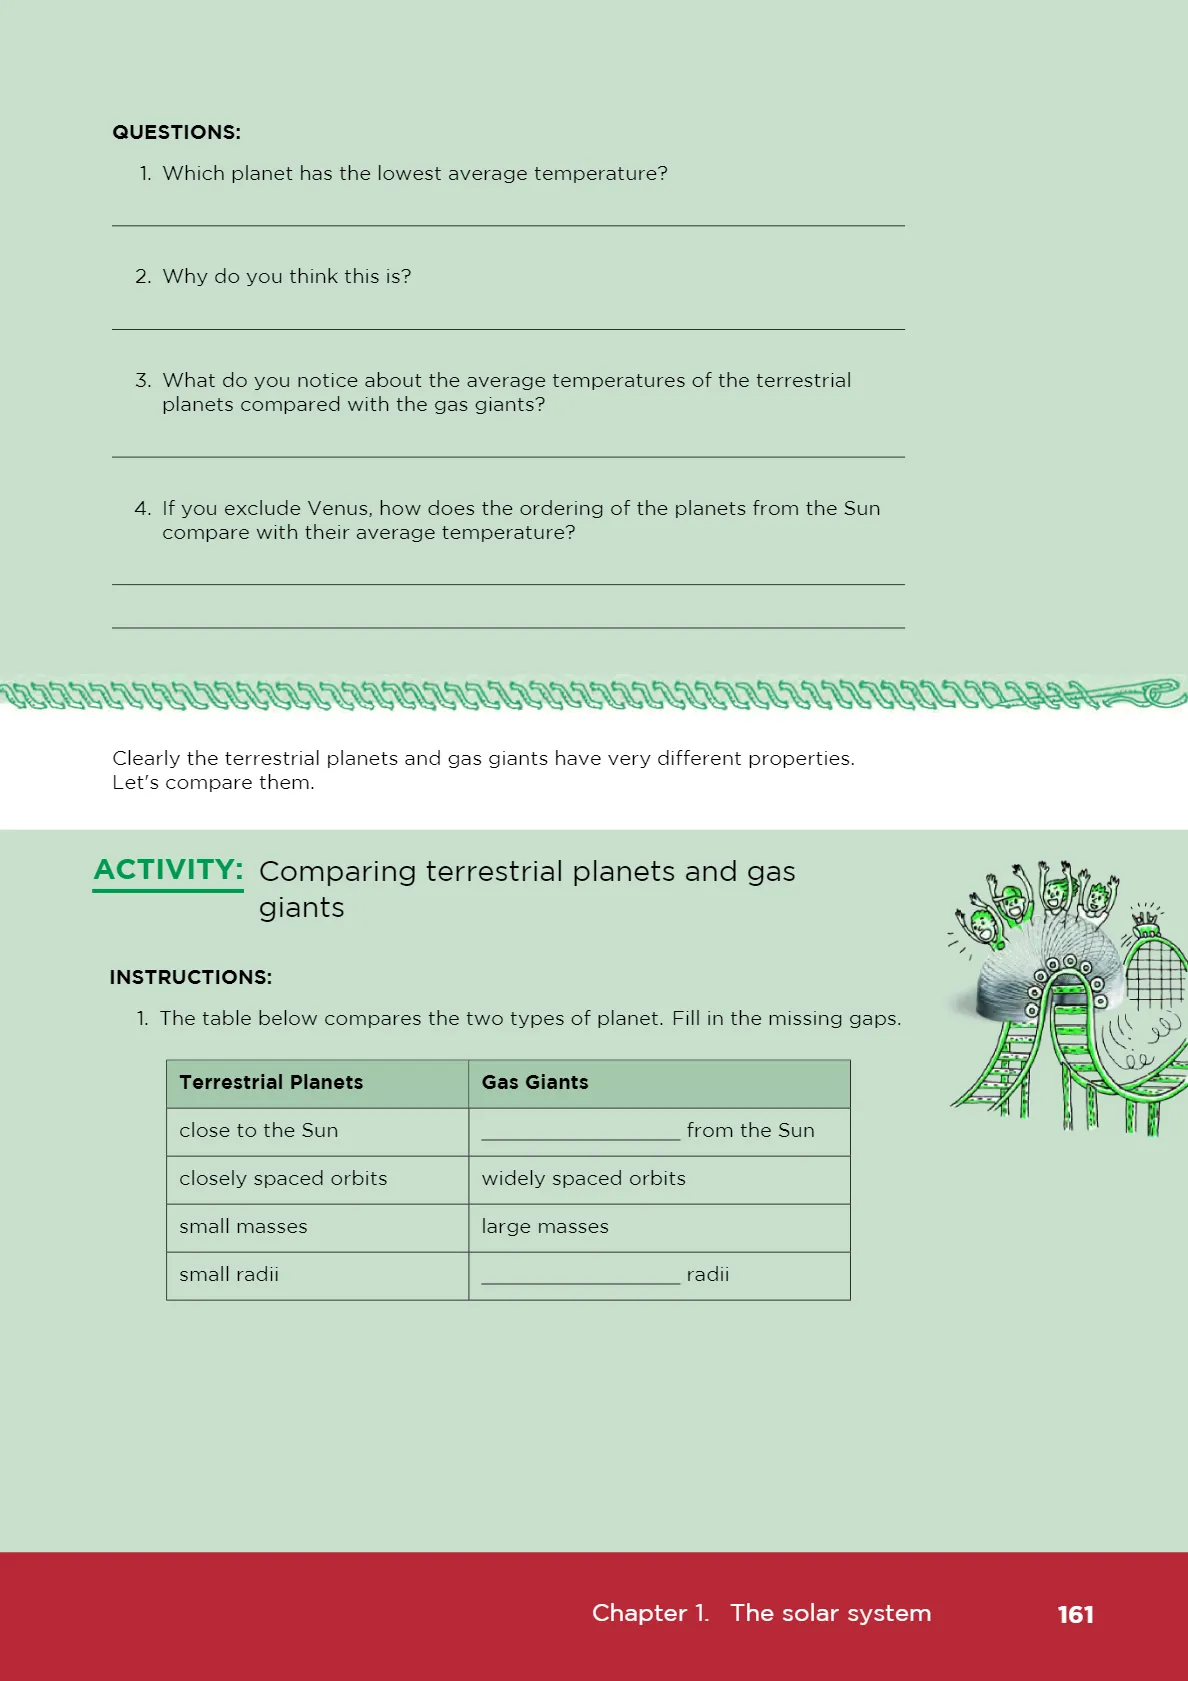 QUESTIONS:
1. Which planet has the lowest average temperature?
2. Why do you think this is?
3. What do you notice about the average temperatures of the terrestrial
planets compared with the gas giants?
4. If you exclude Venus, how does the ordering of the planets from the Sun
compare with their average temperature?
Clearly the terrestrial planets and gas giants have very different properties.
Let's compare them.
ACTIVITY: Comparing terrestrial planets and gas
giants
INSTRUCTIONS:
1. The table below compares the two types of planet. Fill in the missing gaps.
Terrestrial Planets Gas Giants
close to the Sun ____________________ from the Sun
closely spaced orbits widely spaced orbits
small masses large masses
small radii ____________________ radii
Chapter 1. The solar system 161